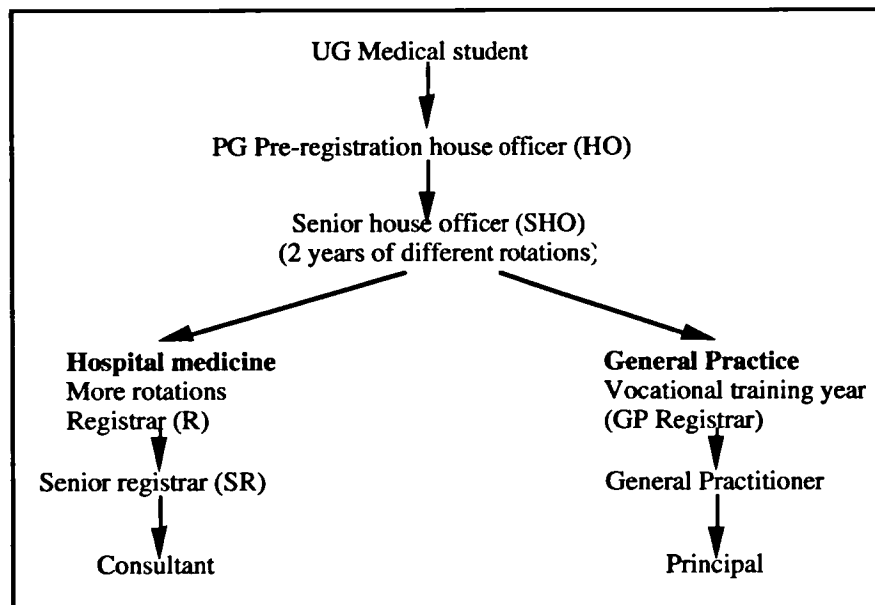 UG Medical student
PG Pre-registration house officer (HO)
Senior house officer (SHO)
(2 years of different rotations)
Hospital medicine
More rotations
Registrar (R)
Senior registrar (SR)
Consultant
General Practice
Vocational training year
(GP Registrar)
General Practitioner
Principal